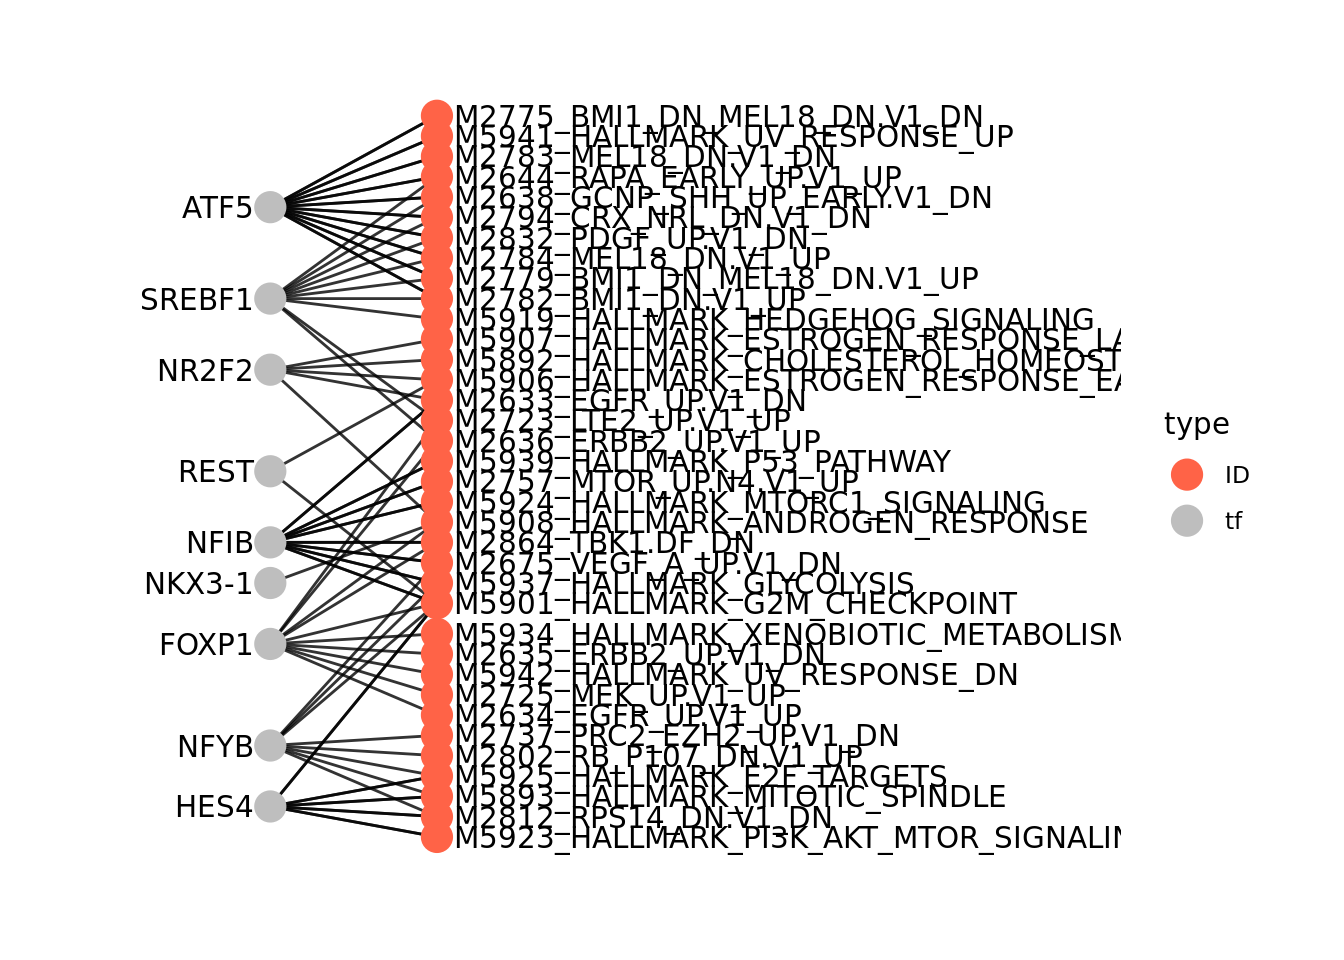 M2775_BMI1_DN_MEL18_DN.V1_DN
M5941_HALLMARK_UV_RESPONSE_UP
M2783_MEL18_DN.V1_DN
M2644_RAPA_EARLY_UP.V1_UP
M2638_GCNP_SHH_UP_EARLY.V1_DN
M2794_CRX_NRL_DN.V1_DN
M2832_PDGF_UP.V1_DN
M2784_MEL18_DN.V1_UP
M2779_BMI1_DN_MEL18_DN.V1_UP
M2782_BMI1_DN.V1_UP
M5919_HALLMARK_HEDGEHOG_SIGNALING
M5907_HALLMARK_ESTROGEN_RESPONSE_LA
M5892_HALLMARK_CHOLESTEROL_HOMEOST
M5906_HALLMARK_ESTROGEN_RESPONSE_EA
M2633_EGFR_UP.V1_DN
M2723_LTE2_UP.V1_UP
M2636_ERBB2_UP.V1_UP
M5939_HALLMARK_P53_PATHWAY
M2757_MTOR_UP.N4.V1_UP
M5924_HALLMARK_MTORC1_SIGNALING
M5908_HALLMARK_ANDROGEN_RESPONSE
M2864_TBK1.DF_DN
M2675_VEGF_A_UP.V1_DN
M5937_HALLMARK_GLYCOLYSIS
M5901_HALLMARK_G2M_CHECKPOINT
M5934_HALLMARK_XENOBIOTIC_METABOLISM
M2635_ERBB2_UP.V1_DN
M5942_HALLMARK_UV_RESPONSE_DN
M2725_MEK_UP.V1_UP
M2634_EGFR_UP.V1_UP
M2737_PRC2_EZH2_UP.V1_DN
M2802_RB_P107_DN.V1_UP
M5925_HALLMARK_E2F_TARGETS
M5893_HALLMARK_MITOTIC_SPINDLE
M2812_RPS14_DN.V1_DN
M5923_HALLMARK_PI3K_AKT_MTOR_SIGNALIN
ATF5
SREBF1
NR2F2
REST
NFIB
NKX3-1
FOXP1
NFYB
HES4
type
ID
tf